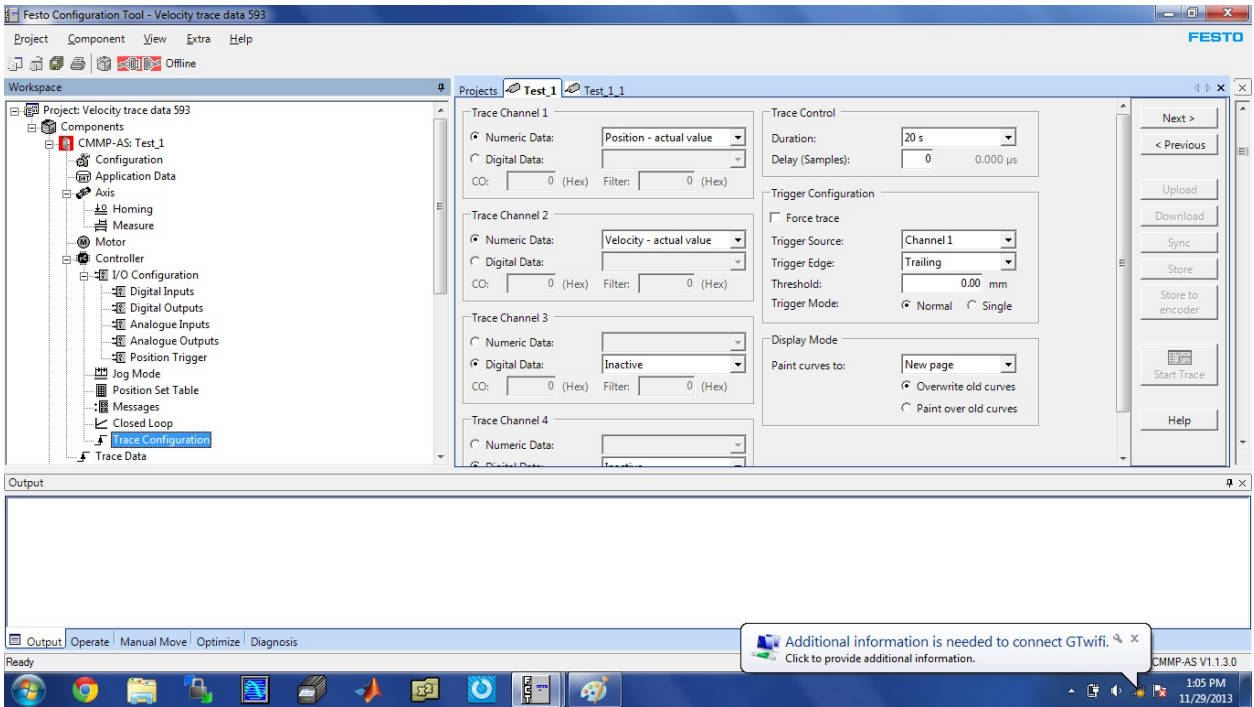 Festo Configuration Tool - Velocity trace data 593
Project Component View Extra Help
FESTO
Offline
Workspace
Project: Velocity trace data 593
Components
CMMP-AS: Test_1
Configuration
Application Data
Axis
Homing
Measure
Motor
Controller
I/O Configuration
Digital Inputs
Digital Outputs
Analogue Inputs
Analogue Outputs
Position Trigger
Jog Mode
Position Set Table
Messages
Closed Loop
Trace Configuration
Trace Data
Projects Test_1 Test_1_1
Trace Channel 1
Numeric Data: Position - actual value
Digital Data:
CO: 0 (Hex) Filter: 0 (Hex)
Trace Channel 2
Numeric Data: Velocity - actual value
Digital Data:
CO: 0 (Hex) Filter: 0 (Hex)
Trace Channel 3
Numeric Data:
Digital Data: Inactive
CO: 0 (Hex) Filter: 0 (Hex)
Trace Channel 4
Numeric Data:
Digital Data: Inactive
Trace Control
Duration: 20 s
Delay (Samples): 0 0.000 µs
Trigger Configuration
Force trace
Trigger Source: Channel 1
Trigger Edge: Trailing
Threshold: 0.00 mm
Trigger Mode: Normal Single
Display Mode
Paint curves to: New page
Overwrite old curves
Paint over old curves
Next >
< Previous
Upload
Download
Sync
Store
Store to
encoder
Start Trace
Help
Output
Output Operate Manual Move Optimize Diagnosis
Additional information is needed to connect GTwifi.
Click to provide additional information.
Ready
CMMP-AS V1.1.3.0
1:05 PM
11/29/2013